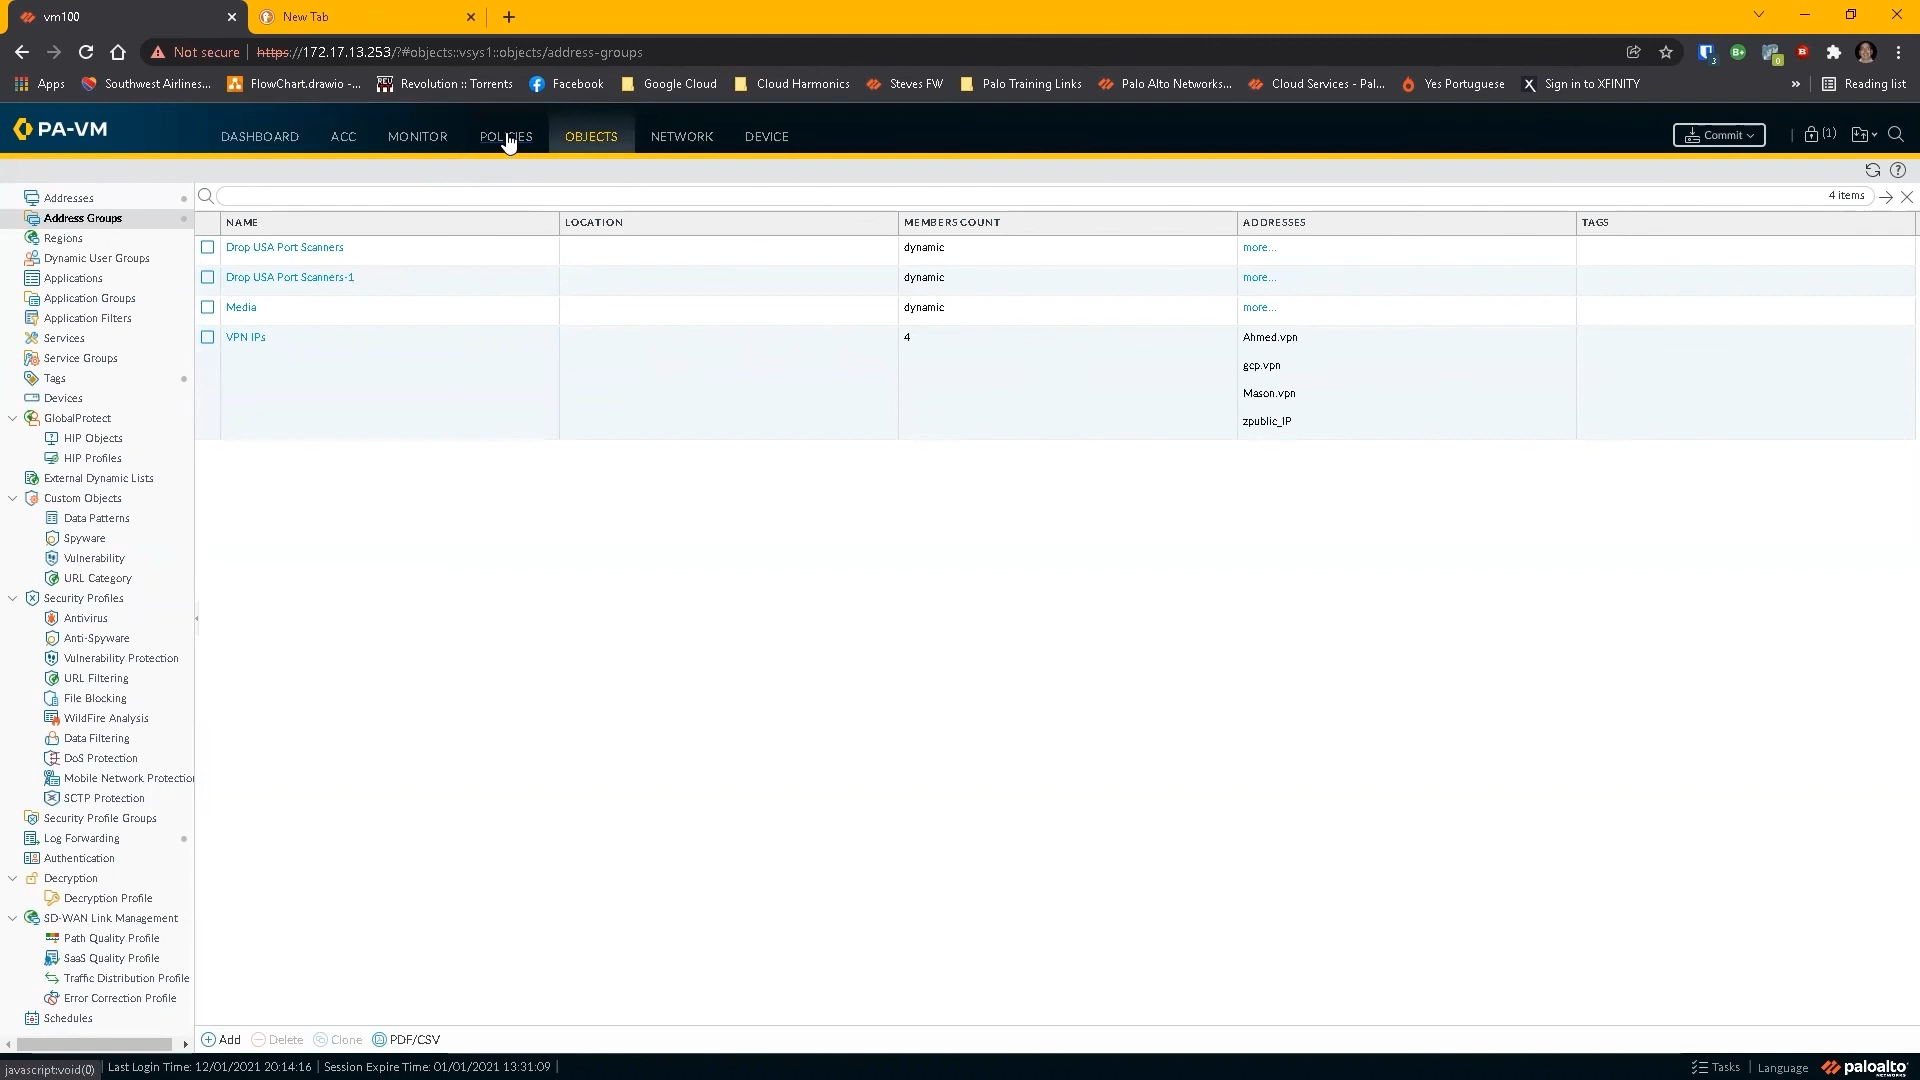 vm100
New Tab
Not secure
https://172.17.13.253/?#objects::vsys1::objects/address-groups
3
B+
0
Apps
Southwest Airlines...
FlowChart.drawio -...
REV
Revolution :: Torrents
Facebook
Google Cloud
Cloud Harmonics
Steves FW
Palo Training Links
Palo Alto Networks...
Cloud Services - Pal...
Yes Portuguese
Sign in to XFINITY
»
Reading list
PA-VM
DASHBOARD
ACC
MONITOR
POLICIES
OBJECTS
NETWORK
DEVICE
Commit
(1)
Addresses
Address Groups
Regions
Dynamic User Groups
Applications
Application Groups
Application Filters
Services
Service Groups
Tags
Devices
GlobalProtect
HIP Objects
HIP Profiles
External Dynamic Lists
Custom Objects
Data Patterns
Spyware
Vulnerability
URL Category
Security Profiles
Antivirus
Anti-Spyware
Vulnerability Protection
URL Filtering
File Blocking
WildFire Analysis
Data Filtering
DoS Protection
Mobile Network Protection
SCTP Protection
Security Profile Groups
Log Forwarding
Authentication
Decryption
Decryption Profile
SD-WAN Link Management
Path Quality Profile
SaaS Quality Profile
Traffic Distribution Profile
Error Correction Profile
Schedules
4 items
NAME LOCATION MEMBERS COUNT ADDRESSES TAGS
Drop USA Port Scanners dynamic more...
Drop USA Port Scanners-1 dynamic more...
Media dynamic more...
VPN IPs 4 Ahmed.vpn
gcp.vpn
Mason.vpn
zpublic_IP
Add Delete Clone PDF/CSV
javascript:void(0)
Last Login Time: 12/01/2021 20:14:16 | Session Expire Time: 01/01/2021 13:31:09 |
Tasks | Language
paloalto
NETWORKS